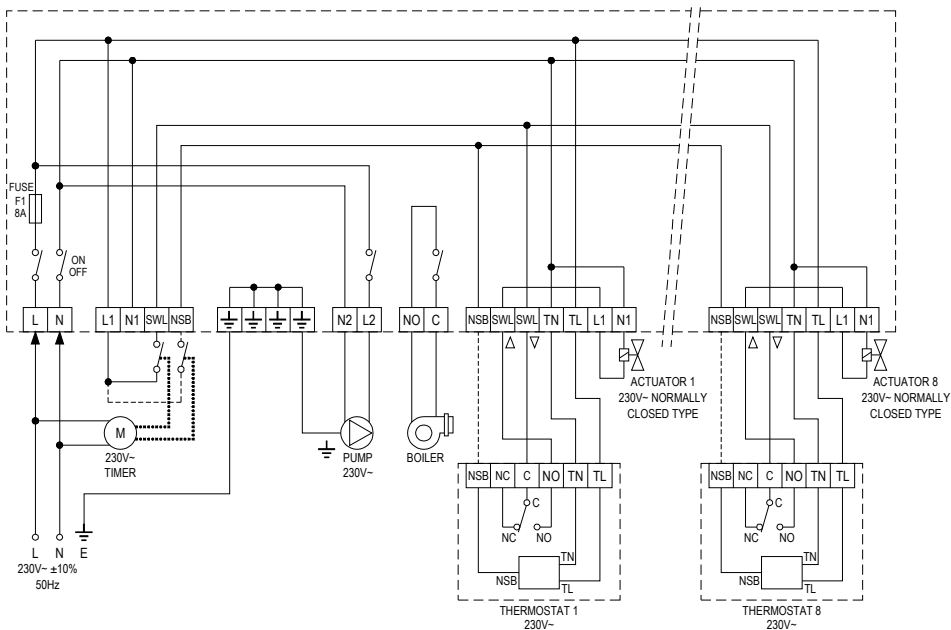 FUSE
F1
8A
ON
OFF
L N
L1 N1 SWL NSB
N2 L2
NO C
NSB SWL SWL TN TL L1 N1
NSB SWL SWL TN TL L1 N1
ACTUATOR 1
230V~ NORMALLY
CLOSED TYPE
ACTUATOR 8
230V~ NORMALLY
CLOSED TYPE
M
230V~
TIMER
PUMP
230V~
BOILER
NSB NC C NO TN TL
C
NC NO
TN
NSB
TL
THERMOSTAT 1
230V~
NSB NC C NO TN TL
C
NC NO
TN
NSB
TL
THERMOSTAT 8
230V~
L N E
230V~ ±10%
50Hz